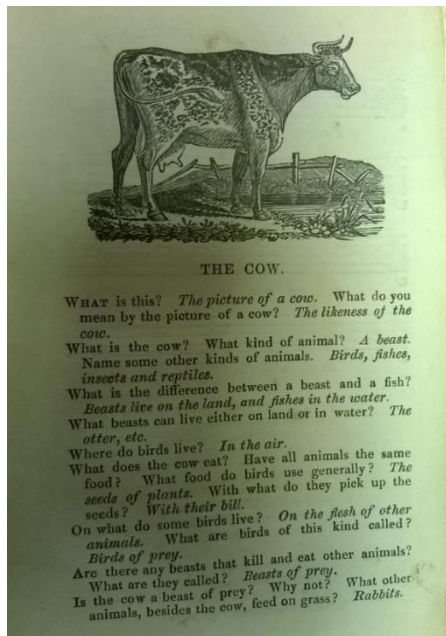 THE COW.
WHAT is this? The picture of a cow. What do you
mean by the picture of a cow? The likeness of the
cow.
What is the cow? What kind of animal? A beast.
Name some other kinds of animals. Birds, fishes,
insects and reptiles.
What is the difference between a beast and a fish?
Beasts live on the land, and fishes in the water.
What beasts can live either on land or in water? The
otter, etc.
Where do birds live? In the air.
What does the cow eat? Have all animals the same
food? What food do birds use generally? The
seeds of plants. With what do they pick up the
seeds? With their bill.
On what do some birds live? On the flesh of other
animals. What are birds of this kind called?
Birds of prey.
Are there any beasts that kill and eat other animals?
What are they called? Beasts of prey.
Is the cow a beast of prey? Why not? What other
animals, besides the cow, feed on grass? Rabbits.